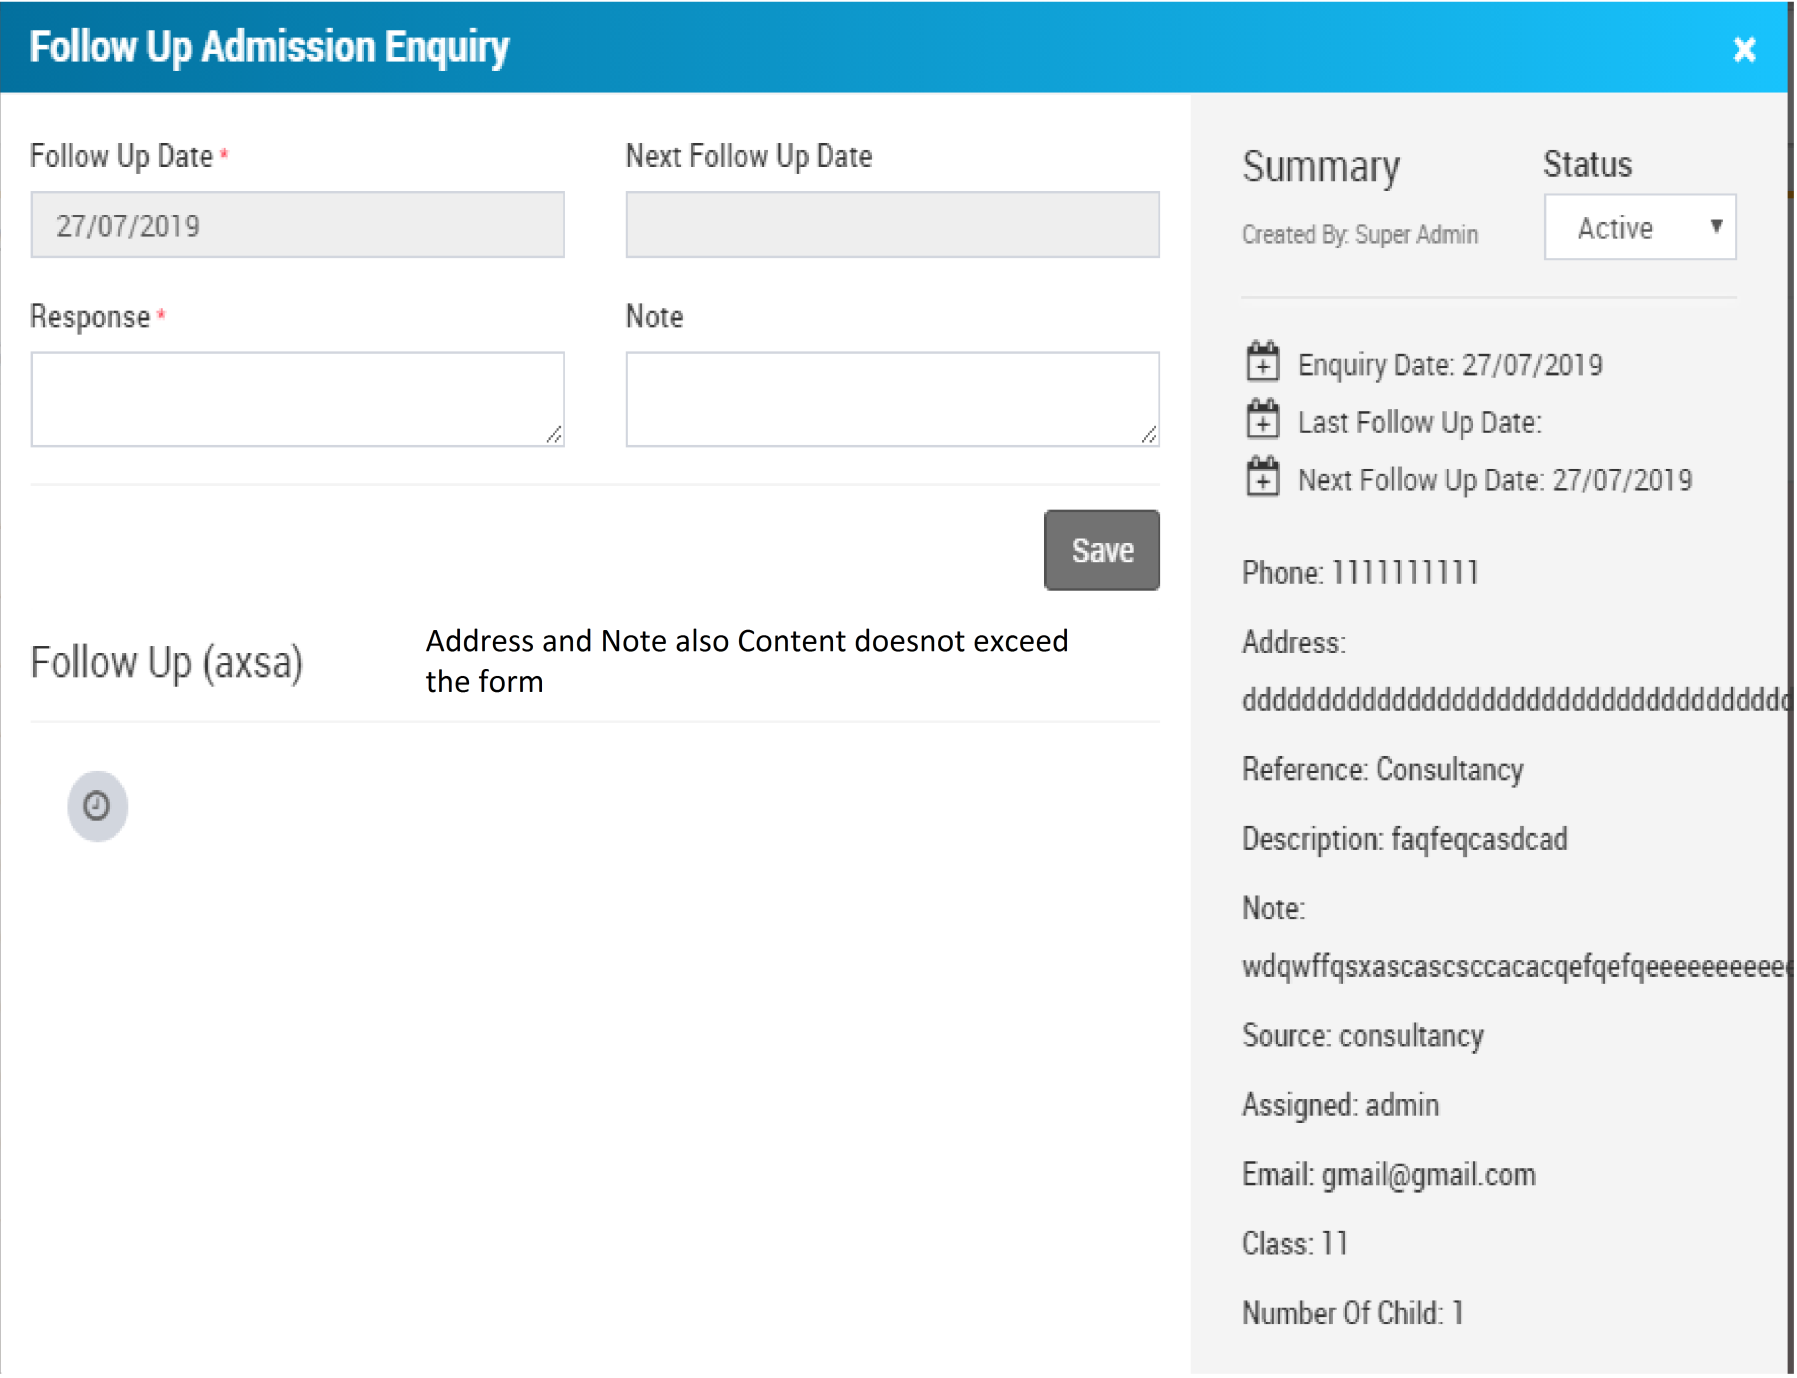 Follow Up Admission Enquiry
×
Follow Up Date *
Next Follow Up Date
27/07/2019
Response *
Note
Save
Follow Up (axsa)
Address and Note also Content doesnot exceed
the form
Summary
Status
Created By: Super Admin
Active
Enquiry Date: 27/07/2019
Last Follow Up Date:
Next Follow Up Date: 27/07/2019
Phone: 1111111111
Address:
ddddddddddddddddddddddddddddddddddddd
Reference: Consultancy
Description: faqfeqcasdcad
Note:
wdqwffqsxascascsccacacqefqefqeeeeeeeeeee
Source: consultancy
Assigned: admin
Email: gmail@gmail.com
Class: 11
Number Of Child: 1